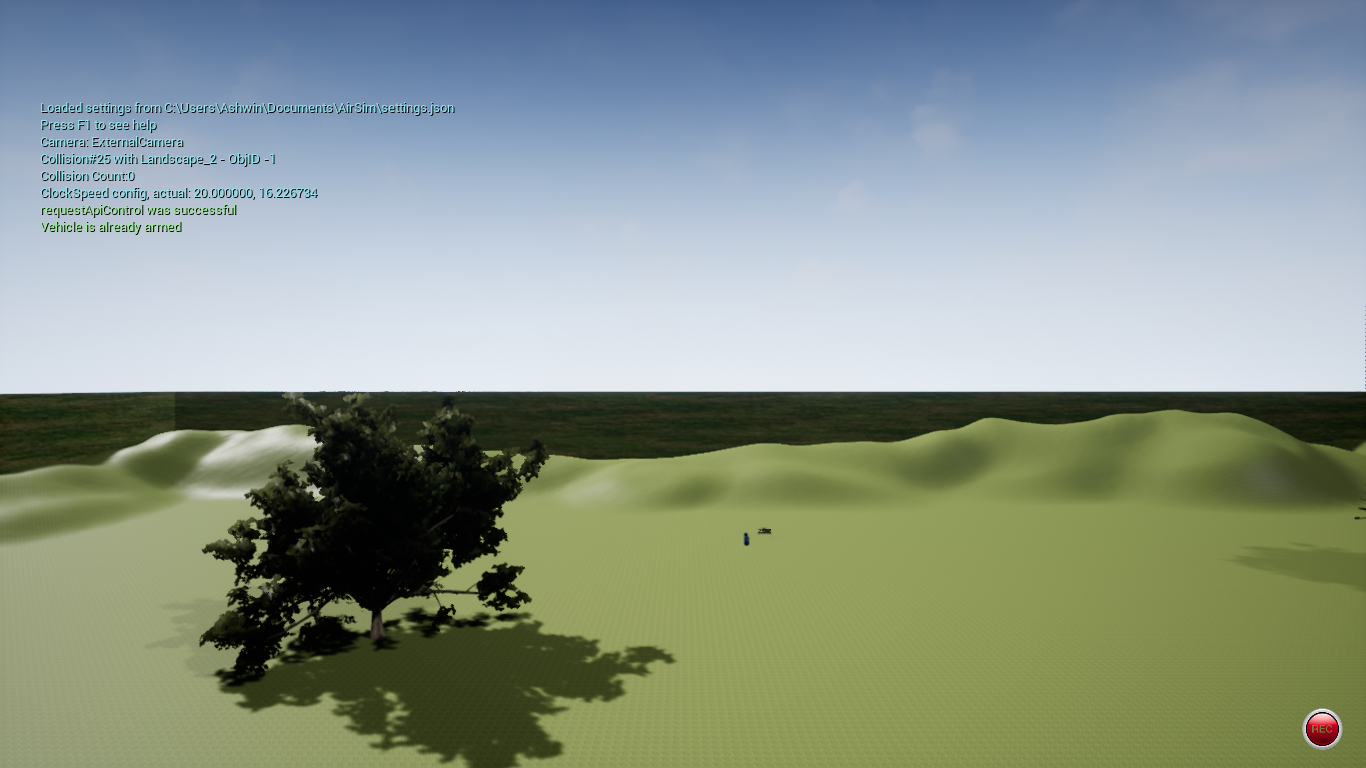 Loaded settings from C:\Users\Ashwin\Documents\AirSim\settings.json
Press F1 to see help
Camera: ExternalCamera
Collision#25 with Landscape_2 - ObjID -1
Collision Count:0
ClockSpeed config, actual: 20.000000, 16.226734
requestApiControl was successful
Vehicle is already armed
REC